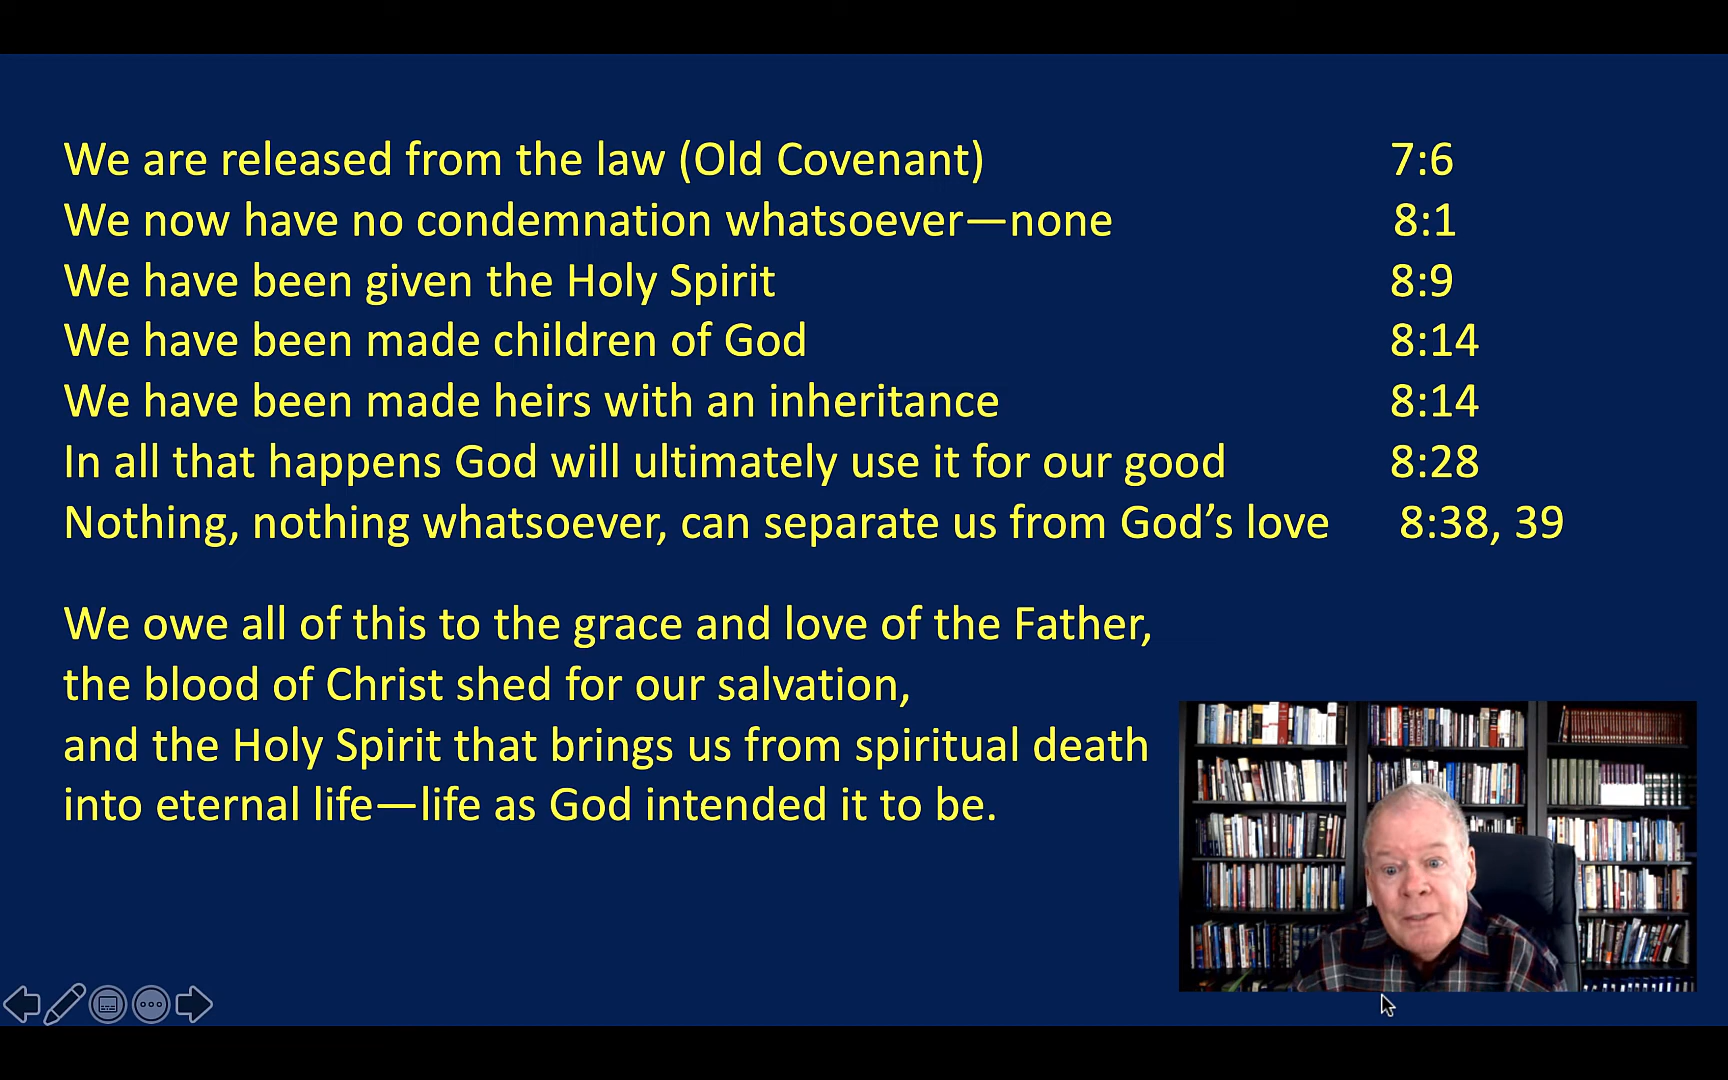 We are released from the law (Old Covenant) 7:6
We now have no condemnation whatsoever—none 8:1
We have been given the Holy Spirit 8:9
We have been made children of God 8:14
We have been made heirs with an inheritance 8:14
In all that happens God will ultimately use it for our good 8:28
Nothing, nothing whatsoever, can separate us from God’s love 8:38, 39
We owe all of this to the grace and love of the Father,
the blood of Christ shed for our salvation,
and the Holy Spirit that brings us from spiritual death
into eternal life—life as God intended it to be.